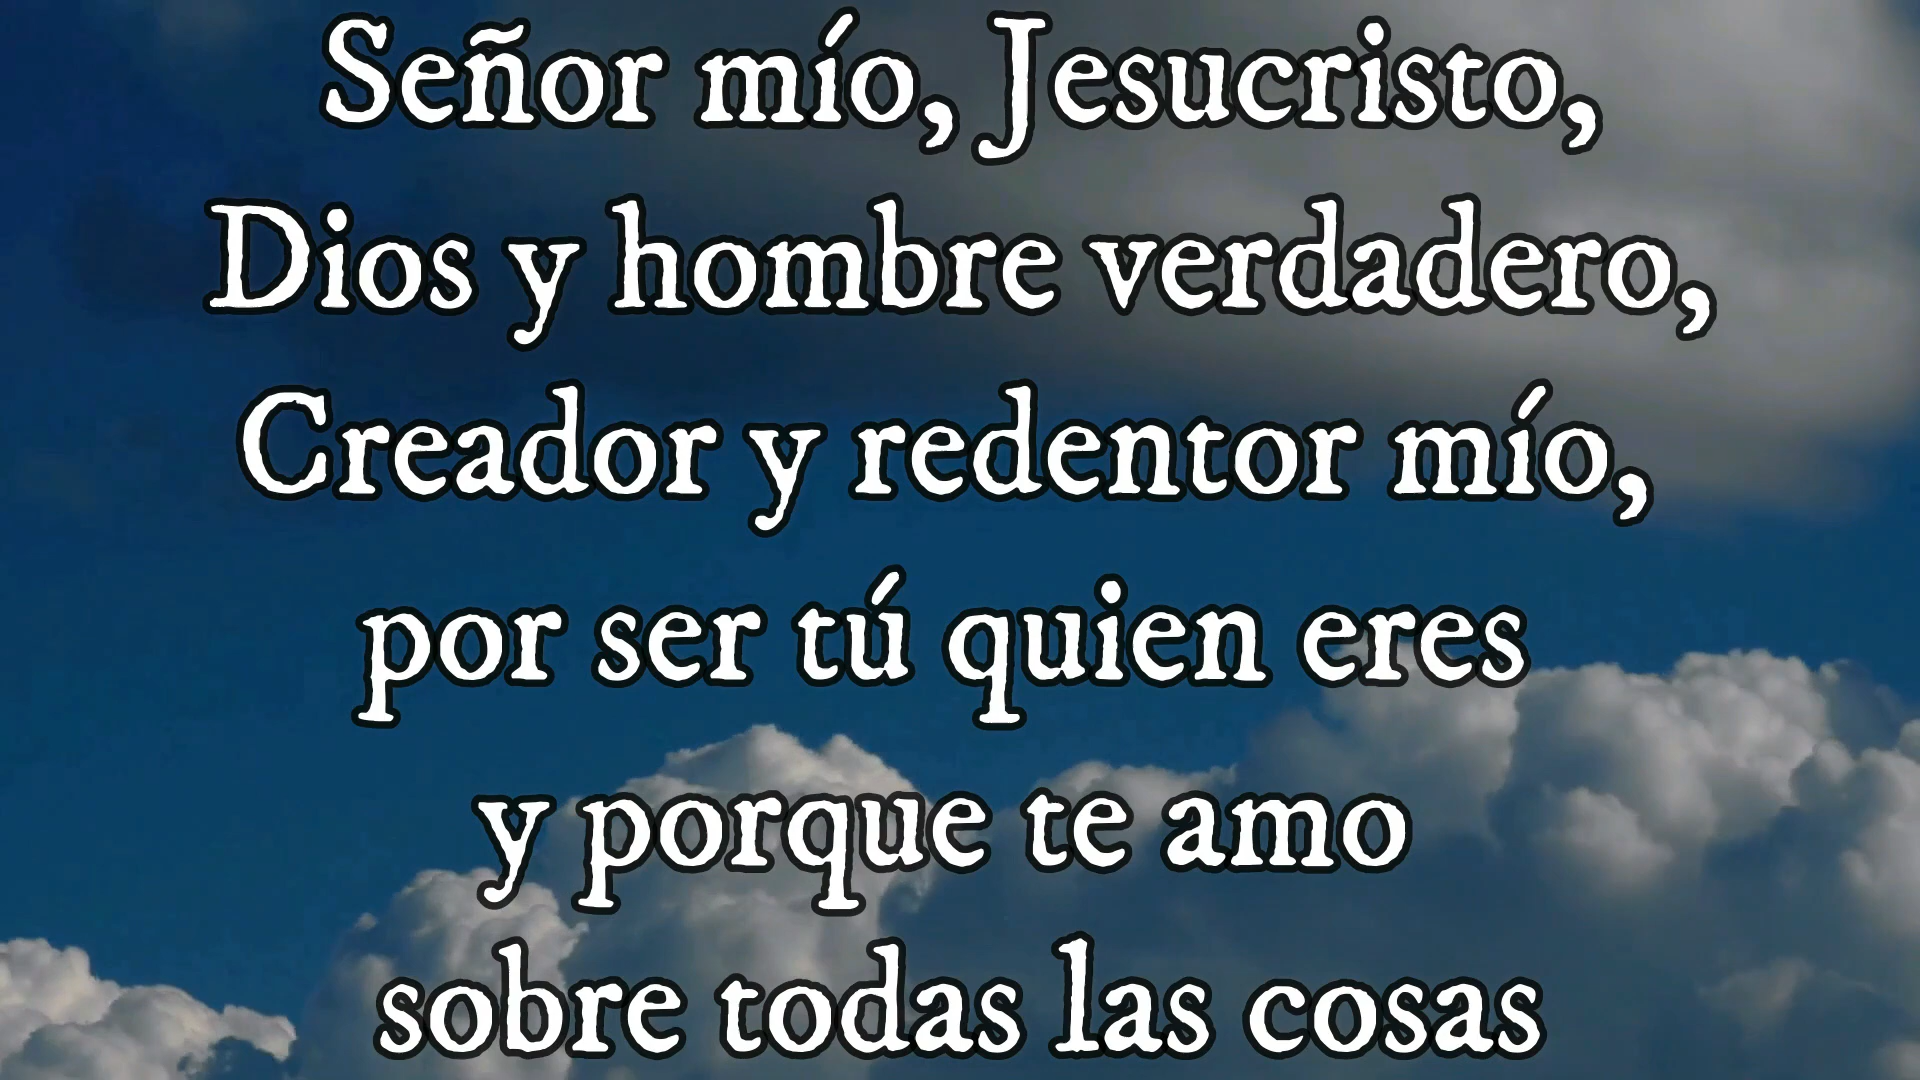 Señor mío, Jesucristo,
Dios y hombre verdadero,
Creador y redentor mío,
por ser tú quien eres
y porque te amo
sobre todas las cosas